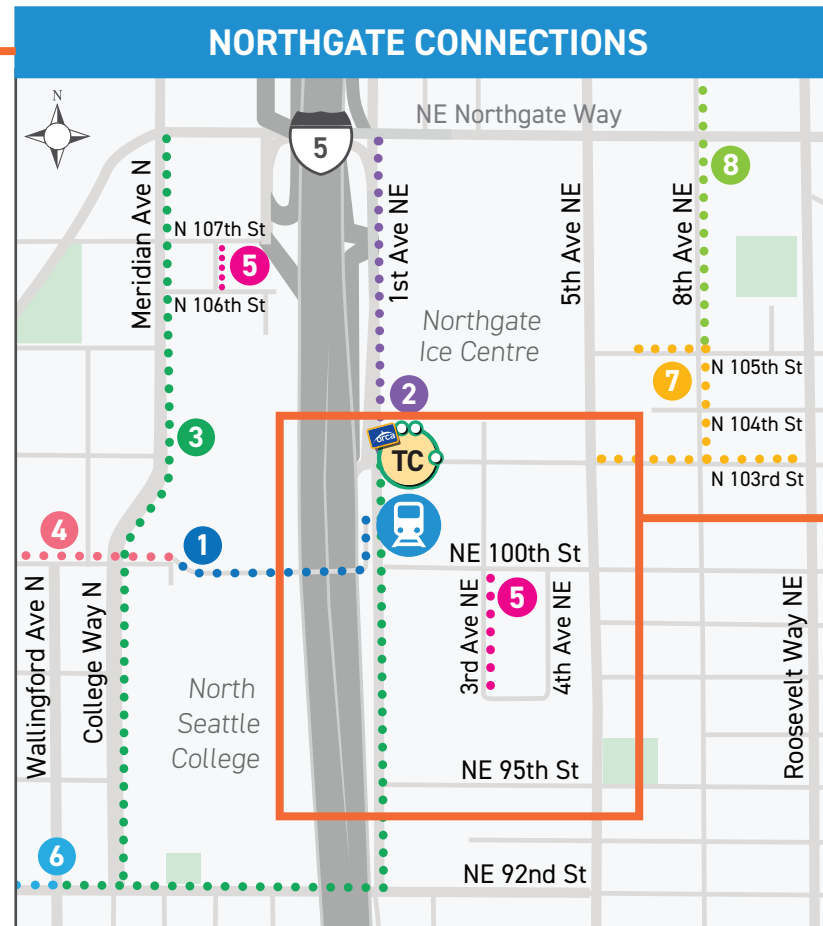 NORTHGATE CONNECTIONS
N
NE Northgate Way
5
8
Meridian Ave N
N 107th St
5
N 106th St
1st Ave NE
5th Ave NE
8th Ave NE
Northgate
Ice Centre
N 105th St
7
2
N 104th St
3
orca
TC
N 103rd St
4
1
NE 100th St
5
3rd Ave NE
4th Ave NE
Wallingford Ave N
College Way N
North
Seattle
College
Roosevelt Way NE
NE 95th St
6
NE 92nd St